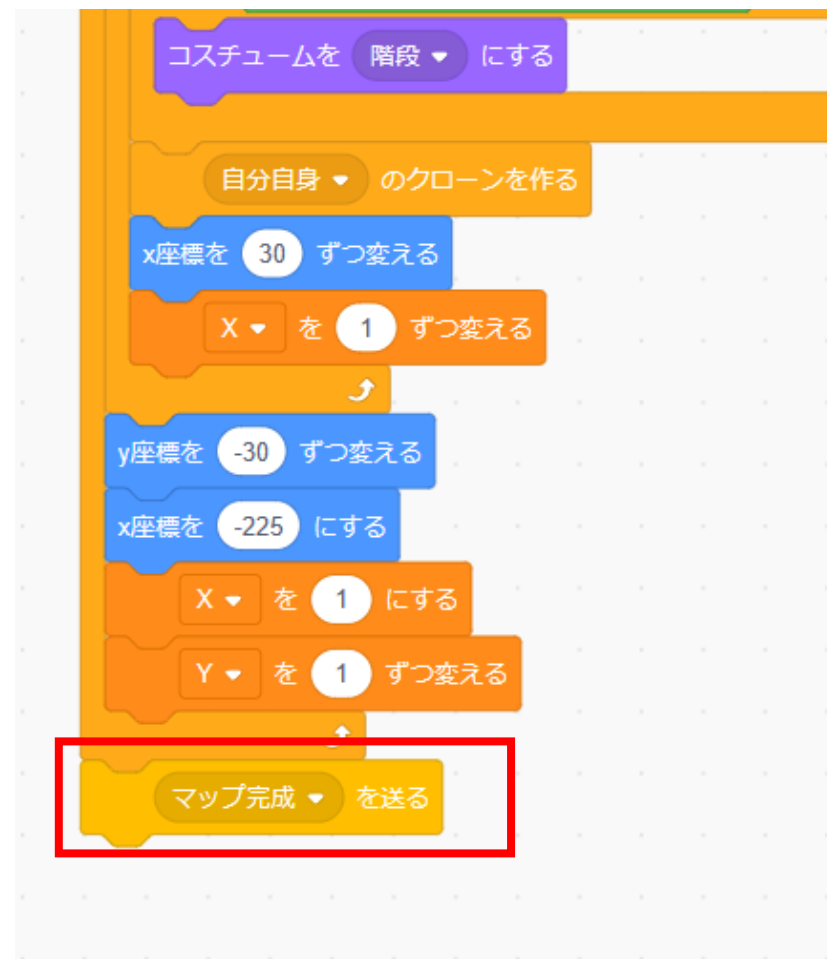 コスチュームを 階段 にする
自分自身 のクローンを作る
x座標を 30 ずつ変える
X を 1 ずつ変える
y座標を -30 ずつ変える
x座標を -225 にする
X を 1 にする
Y を 1 ずつ変える
マップ完成 を送る